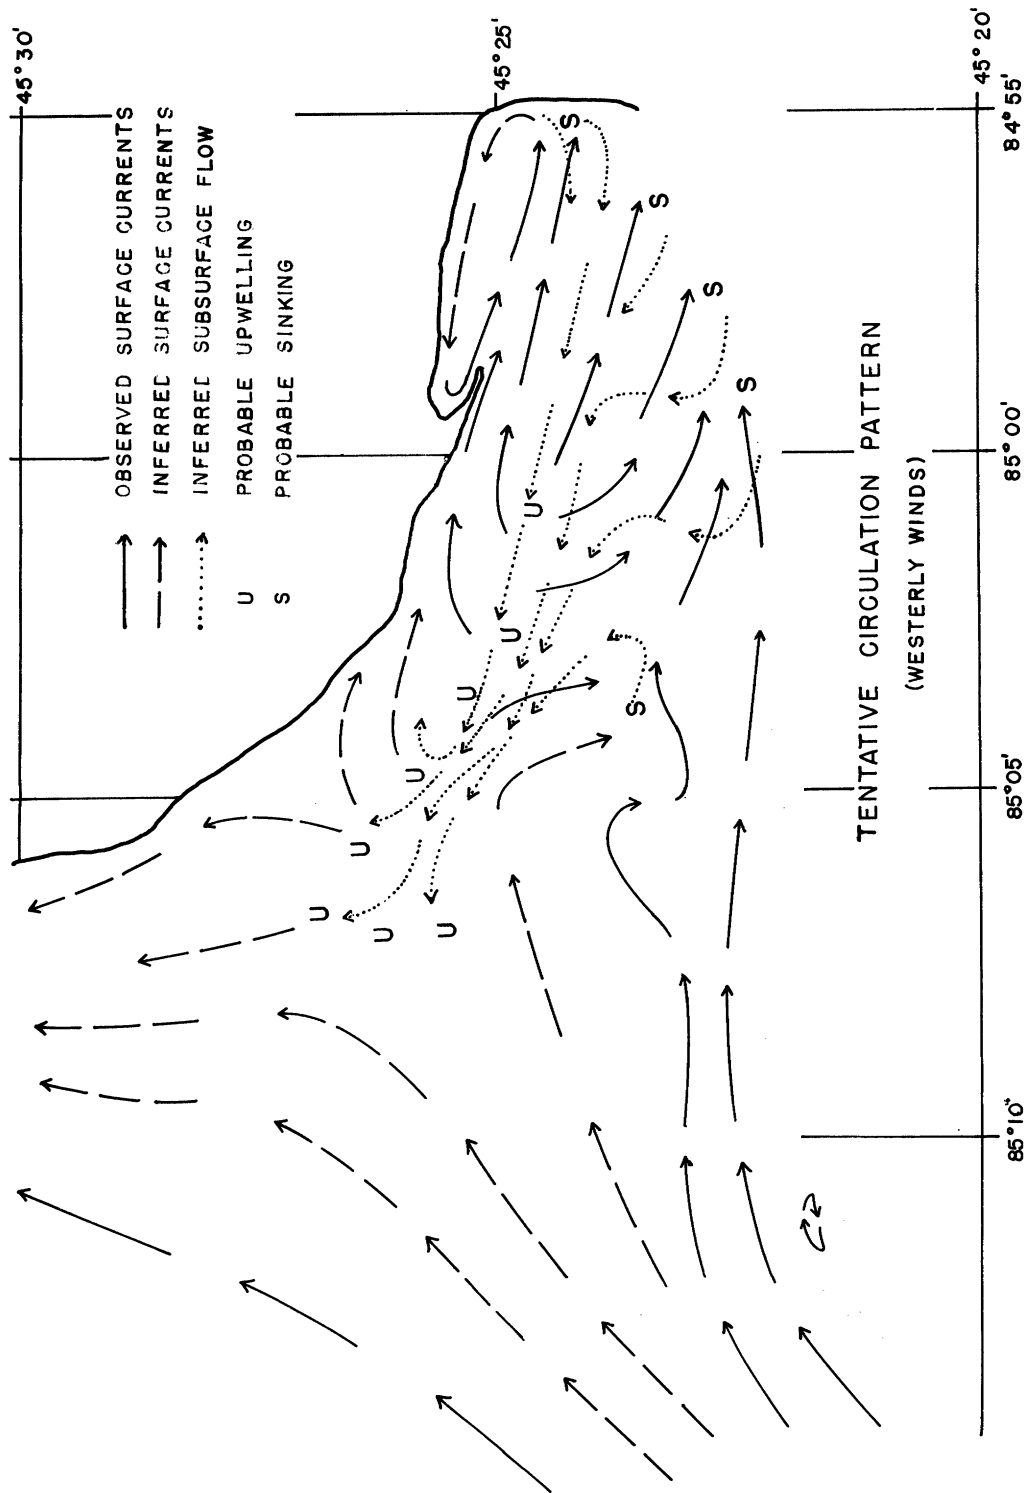 45°30'
45°25'
45°20'
84°55'
85°00'
85°05'
85°10'
OBSERVED SURFACE CURRENTS
INFERRED SURFACE CURRENTS
INFERRED SUBSURFACE FLOW
U PROBABLE UPWELLING
S PROBABLE SINKING
S
S
S
S
S
U
U
U
U
U
U
U
U
TENTATIVE CIRCULATION PATTERN
(WESTERLY WINDS)